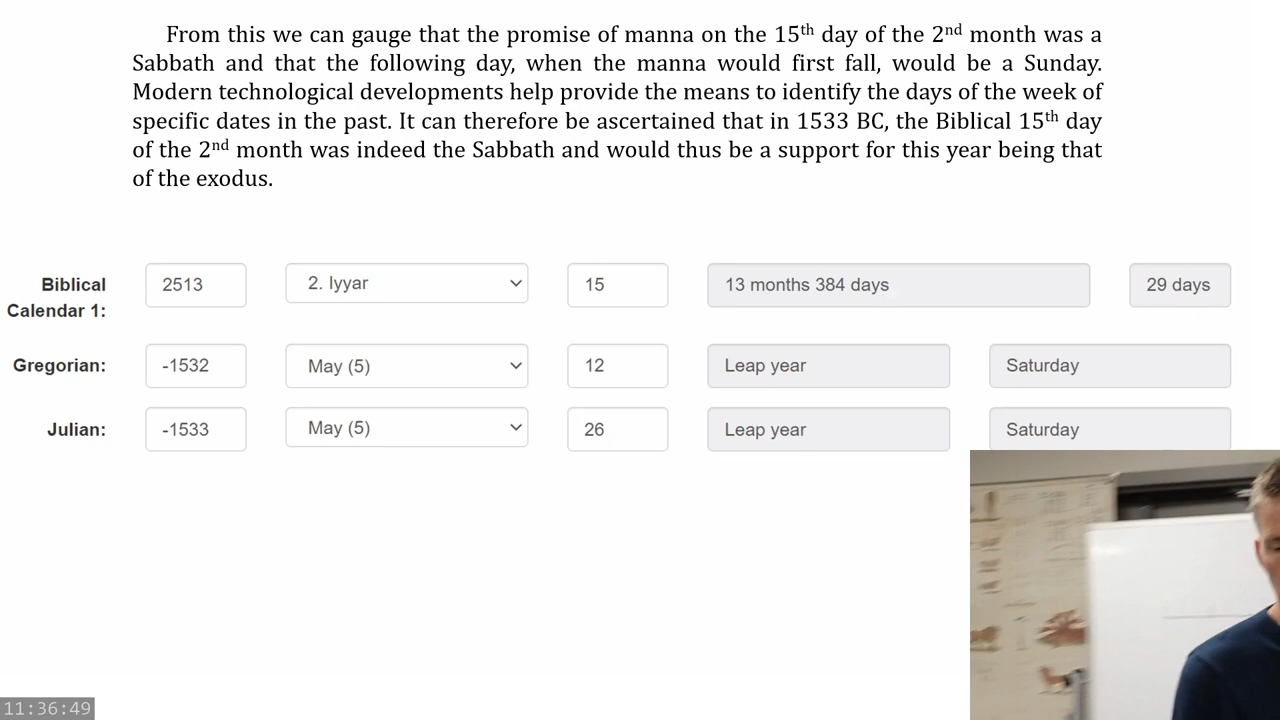 From this we can gauge that the promise of manna on the 15th day of the 2nd month was a
Sabbath and that the following day, when the manna would first fall, would be a Sunday.
Modern technological developments help provide the means to identify the days of the week of
specific dates in the past. It can therefore be ascertained that in 1533 BC, the Biblical 15th day
of the 2nd month was indeed the Sabbath and would thus be a support for this year being that
of the exodus.
Biblical Calendar 1: 2513 2. Iyyar 15 13 months 384 days 29 days
Gregorian: -1532 May (5) 12 Leap year Saturday
Julian: -1533 May (5) 26 Leap year Saturday
11:36:49